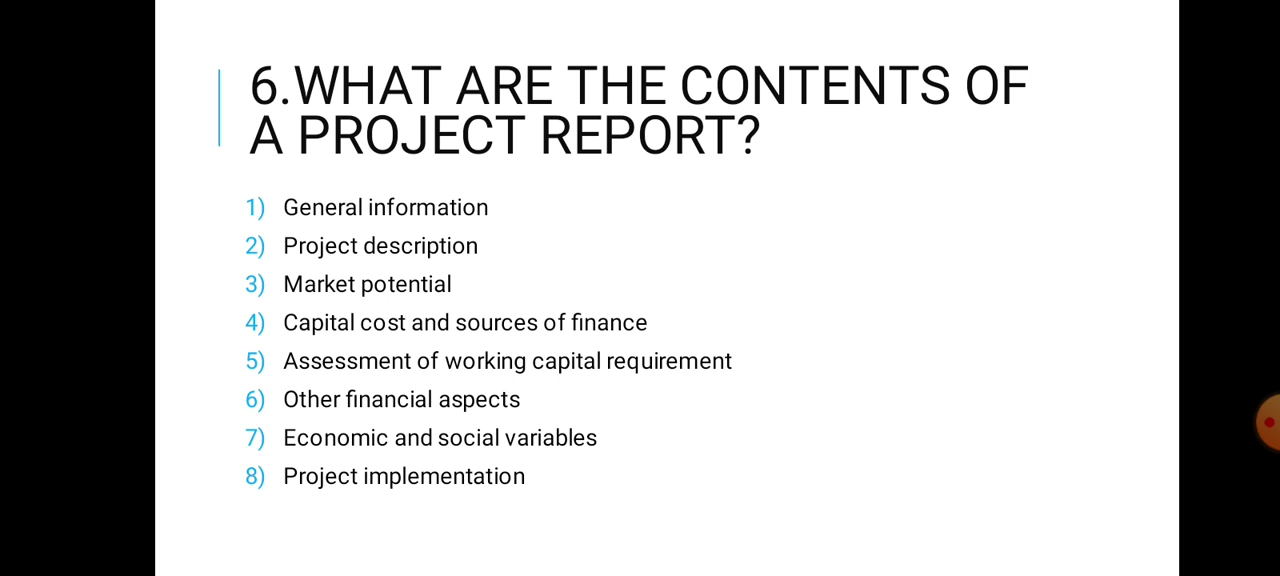 6.WHAT ARE THE CONTENTS OF
A PROJECT REPORT?
1) General information
2) Project description
3) Market potential
4) Capital cost and sources of finance
5) Assessment of working capital requirement
6) Other financial aspects
7) Economic and social variables
8) Project implementation